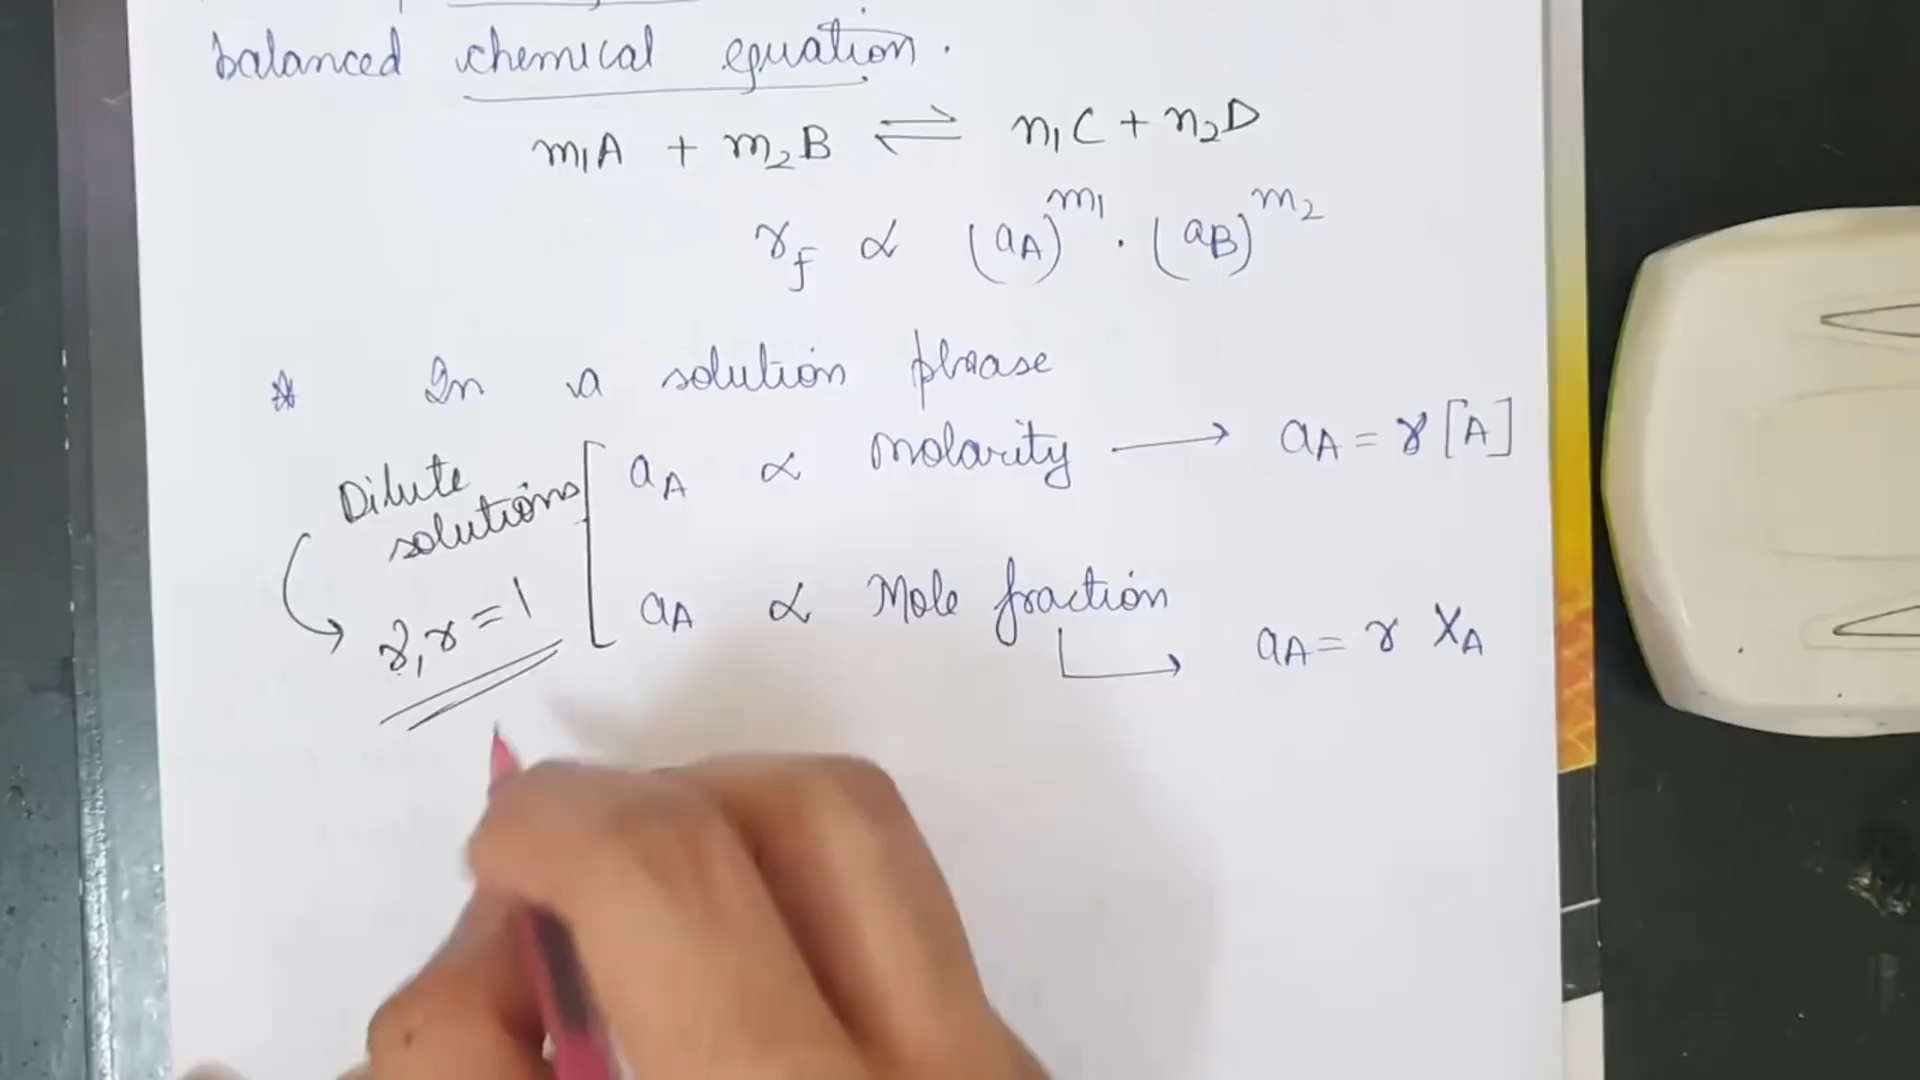 balanced chemical equation.
m₁A + m₂B ⇌ n₁C + n₂D
r_f ∝ (a_A)^m₁ · (a_B)^m₂
* In a solution phase
Dilute solutions
a_A ∝ molarity → a_A = γ [A]
a_A ∝ Mole fraction
a_A = γ X_A
γ, γ = 1